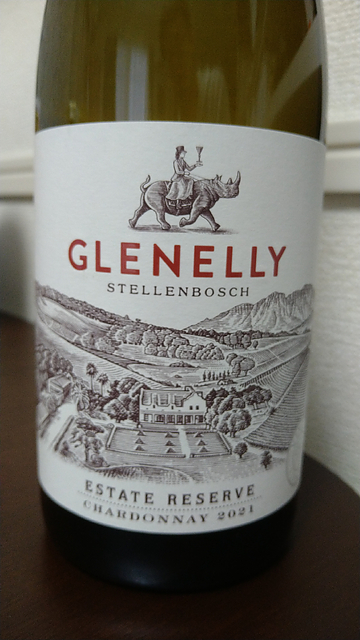 GLENELLY
STELLENBOSCH
ESTATE RESERVE
CHARDONNAY 2021